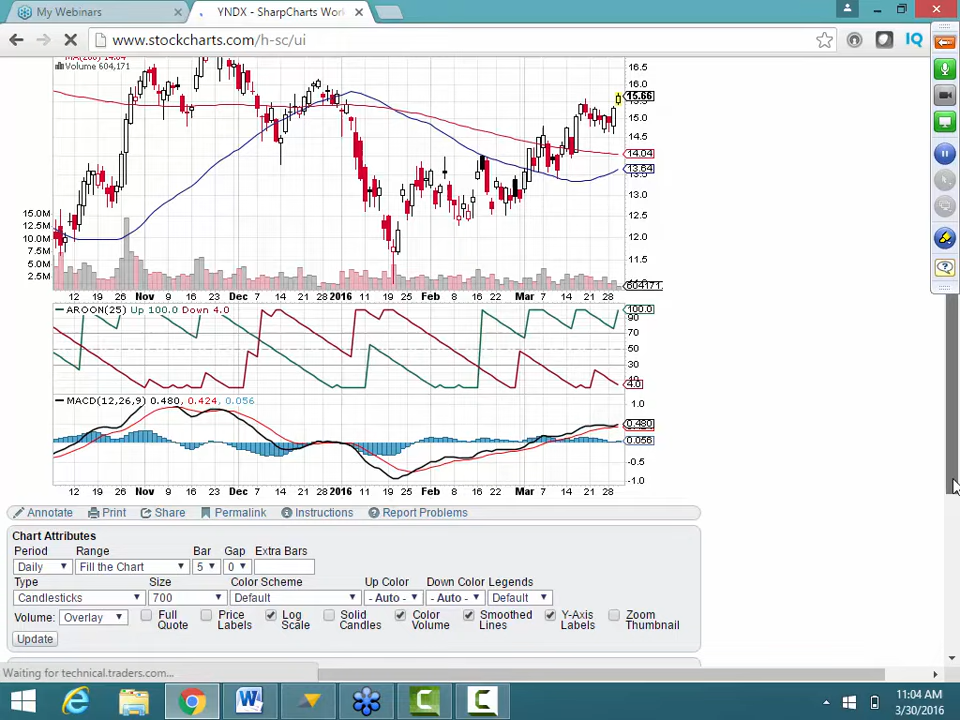 My Webinars
YNDX - SharpCharts Wor
www.stockcharts.com/h-sc/ui
IQ
Volume 604,171
16.5
16.0
15.66
15.0
14.5
14.04
13.64
13.0
12.5
12.0
11.5
15.0M
12.5M
10.0M
7.5M
5.0M
2.5M
604171
12 19 26 Nov 9 16 23 Dec 7 14 21 28 2016 11 19 25 Feb 8 16 22 Mar 7 14 21 28
AROON(25) Up 100.0 Down 4.0
100.0
90
70
50
30
4.0
MACD(12,26,9) 0.480, 0.424, 0.056
1.0
0.480
0.056
-0.5
-1.0
12 19 26 Nov 9 16 23 Dec 7 14 21 28 2016 11 19 25 Feb 8 16 22 Mar 7 14 21 28
Annotate Print Share Permalink Instructions Report Problems
Chart Attributes
Period Range Bar Gap Extra Bars
Daily Fill the Chart 5 0
Type Size Color Scheme Up Color Down Color Legends
Candlesticks 700 Default - Auto - - Auto - Default
Volume: Overlay Full Quote Price Labels Log Scale Solid Candles Color Volume Smoothed Lines Y-Axis Labels Zoom Thumbnail
Update
Waiting for technical.traders.com...
11:04 AM
3/30/2016